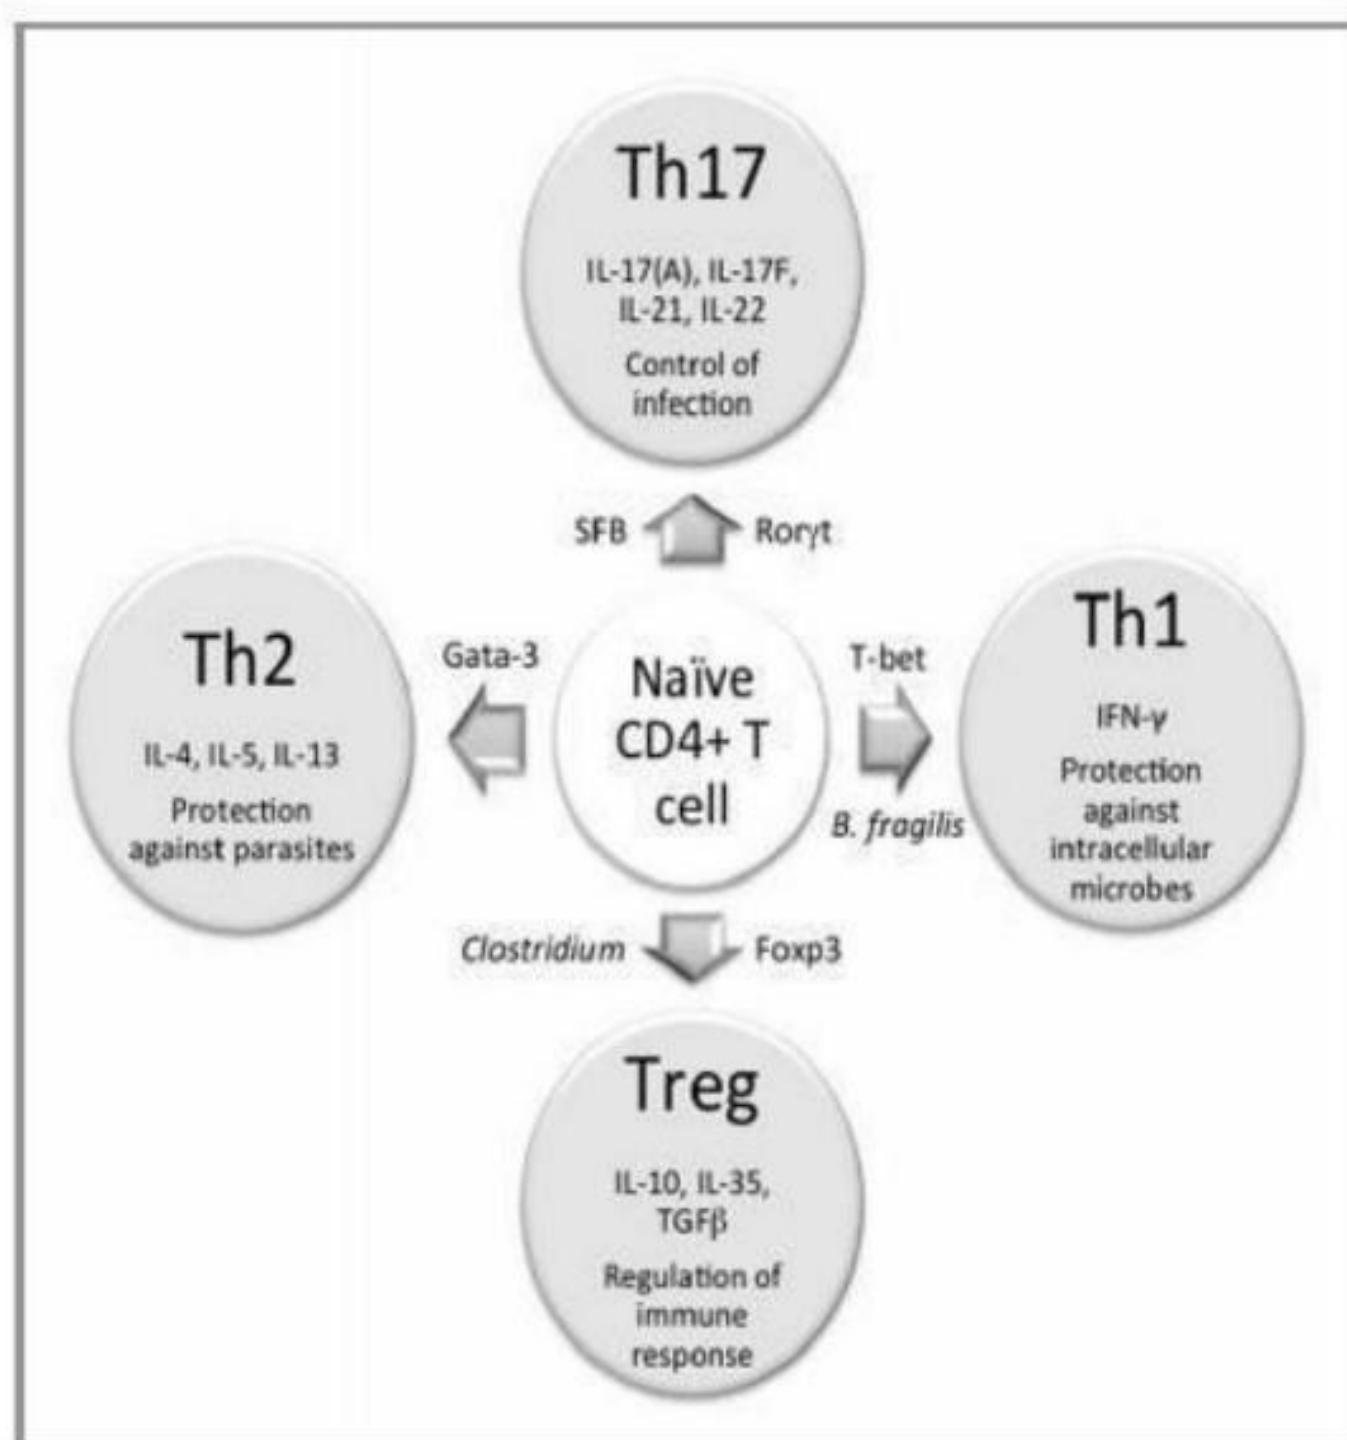 Th17
IL-17(A), IL-17F,
IL-21, IL-22
Control of
infection
SFB
Rorγt
Th2
IL-4, IL-5, IL-13
Protection
against parasites
Gata-3
Naïve
CD4+ T
cell
T-bet
B. fragilis
Th1
IFN-γ
Protection
against
intracellular
microbes
Clostridium
Foxp3
Treg
IL-10, IL-35,
TGFβ
Regulation of
immune
response